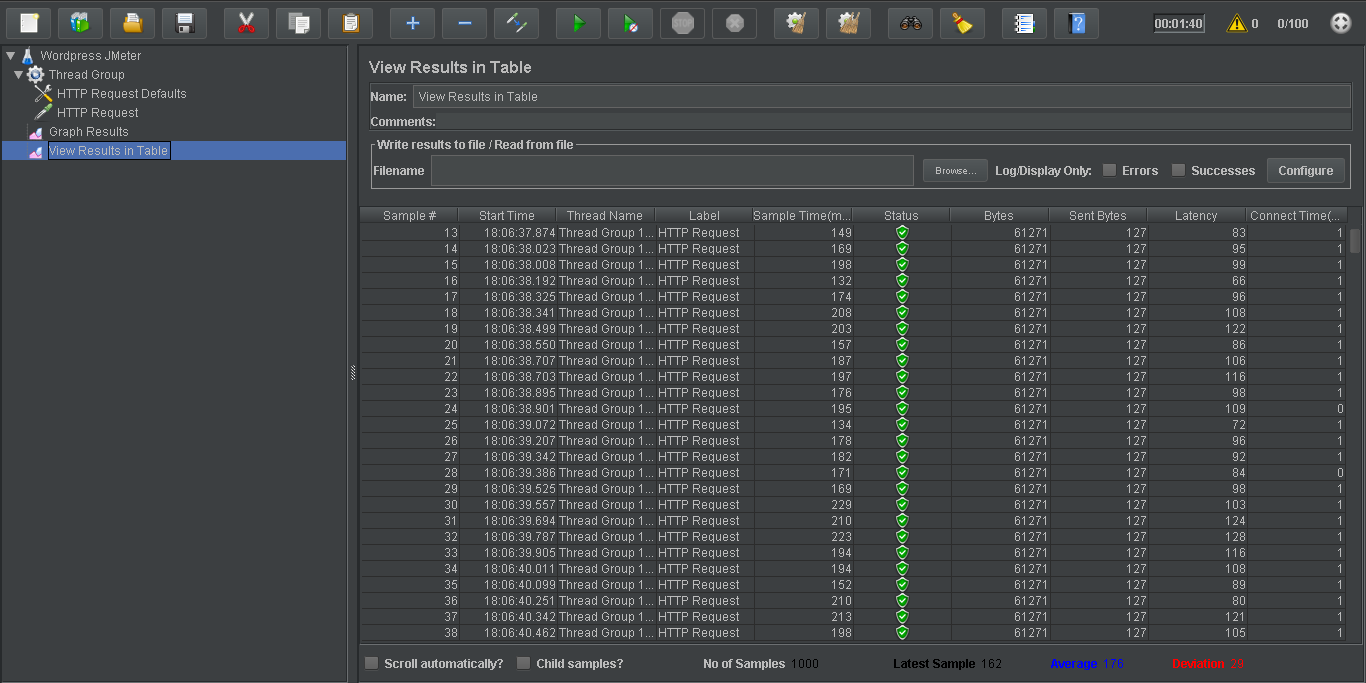 STOP
00:01:40 0 0/100
Wordpress JMeter
Thread Group
HTTP Request Defaults
HTTP Request
Graph Results
View Results in Table
View Results in Table
Name: View Results in Table
Comments:
Write results to file / Read from file
Filename Browse... Log/Display Only: Errors Successes Configure
Sample # Start Time Thread Name Label Sample Time(m... Status Bytes Sent Bytes Latency Connect Time(...
13 18:06:37.874 Thread Group 1... HTTP Request 149 61271 127 83 1
14 18:06:38.023 Thread Group 1... HTTP Request 169 61271 127 95 1
15 18:06:38.008 Thread Group 1... HTTP Request 198 61271 127 99 1
16 18:06:38.192 Thread Group 1... HTTP Request 132 61271 127 66 1
17 18:06:38.325 Thread Group 1... HTTP Request 174 61271 127 96 1
18 18:06:38.341 Thread Group 1... HTTP Request 208 61271 127 108 1
19 18:06:38.499 Thread Group 1... HTTP Request 203 61271 127 122 1
20 18:06:38.550 Thread Group 1... HTTP Request 157 61271 127 86 1
21 18:06:38.707 Thread Group 1... HTTP Request 187 61271 127 106 1
22 18:06:38.703 Thread Group 1... HTTP Request 197 61271 127 116 1
23 18:06:38.895 Thread Group 1... HTTP Request 176 61271 127 98 1
24 18:06:38.901 Thread Group 1... HTTP Request 195 61271 127 109 0
25 18:06:39.072 Thread Group 1... HTTP Request 134 61271 127 72 1
26 18:06:39.207 Thread Group 1... HTTP Request 178 61271 127 96 1
27 18:06:39.342 Thread Group 1... HTTP Request 182 61271 127 92 1
28 18:06:39.386 Thread Group 1... HTTP Request 171 61271 127 84 0
29 18:06:39.525 Thread Group 1... HTTP Request 169 61271 127 98 1
30 18:06:39.557 Thread Group 1... HTTP Request 229 61271 127 103 1
31 18:06:39.694 Thread Group 1... HTTP Request 210 61271 127 124 1
32 18:06:39.787 Thread Group 1... HTTP Request 223 61271 127 128 1
33 18:06:39.905 Thread Group 1... HTTP Request 194 61271 127 116 1
34 18:06:40.011 Thread Group 1... HTTP Request 194 61271 127 108 1
35 18:06:40.099 Thread Group 1... HTTP Request 152 61271 127 89 1
36 18:06:40.251 Thread Group 1... HTTP Request 210 61271 127 80 1
37 18:06:40.342 Thread Group 1... HTTP Request 213 61271 127 121 1
38 18:06:40.462 Thread Group 1... HTTP Request 198 61271 127 105 1
Scroll automatically? Child samples? No of Samples 1000 Latest Sample 162 Average 176 Deviation 29